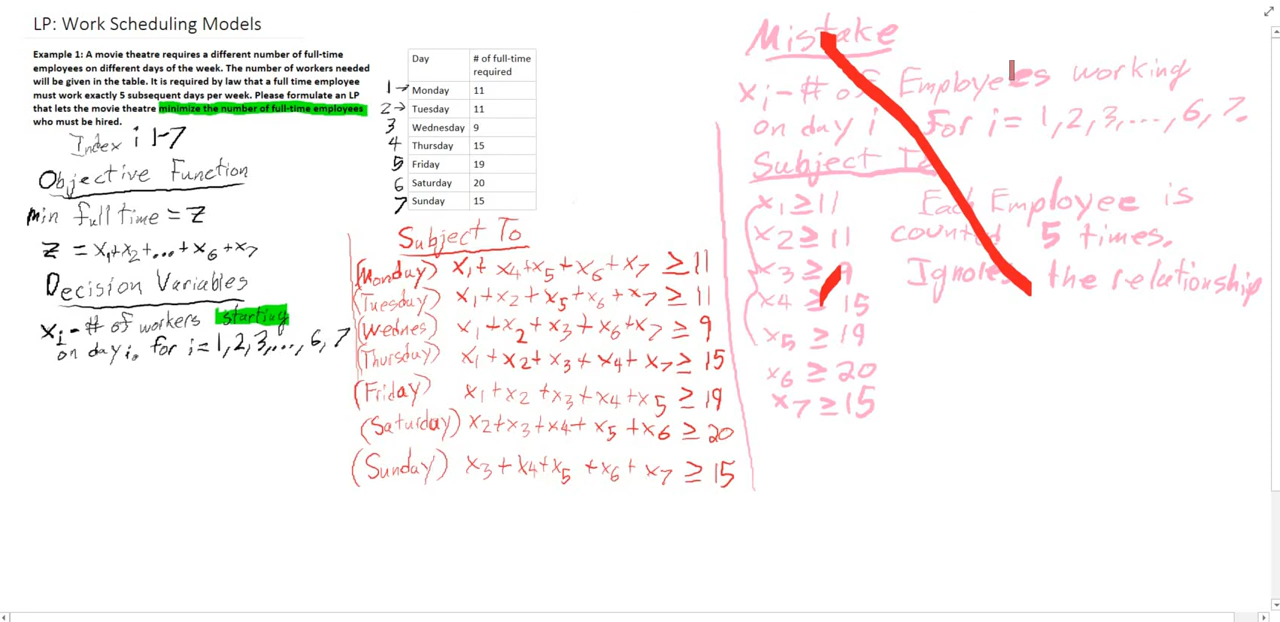 LP: Work Scheduling Models
Example 1: A movie theatre requires a different number of full-time
employees on different days of the week. The number of workers needed
will be given in the table. It is required by law that a full time employee
must work exactly 5 subsequent days per week. Please formulate an LP
that lets the movie theatre minimize the number of full-time employees
who must be hired.
Index i 1-7
Objective Function
Min full time = Z
Z = x1+x2+...+x6+x7
Decision Variables
xi - # of workers starting
on day i, for i=1,2,3,...,6,7
Day # of full-time
required
1→ Monday 11
2→ Tuesday 11
3 Wednesday 9
4 Thursday 15
5 Friday 19
6 Saturday 20
7 Sunday 15
Subject To
(Monday) x1+ x4+x5+x6+x7 ≥11
(Tuesday) x1+x2+x5+x6+x7 ≥11
(Wednes) x1+x2+x3+x6+x7 ≥ 9
(Thursday) x1+x2+x3+x4+x7 ≥ 15
(Friday) x1+x2+x3+x4+x5 ≥ 19
(Saturday) x2+x3+x4+x5+x6 ≥ 20
(Sunday) x3+x4+x5+x6+x7 ≥ 15
Mistake
xi - # of Employees working
on day i for i= 1,2,3,...,6,7.
Subject To
x1≥11
x2≥ 11
x3≥ 9
x4 ≥ 15
x5 ≥19
x6 ≥ 20
x7 ≥15
Each Employee is
counted 5 times.
Ignotes the relationship